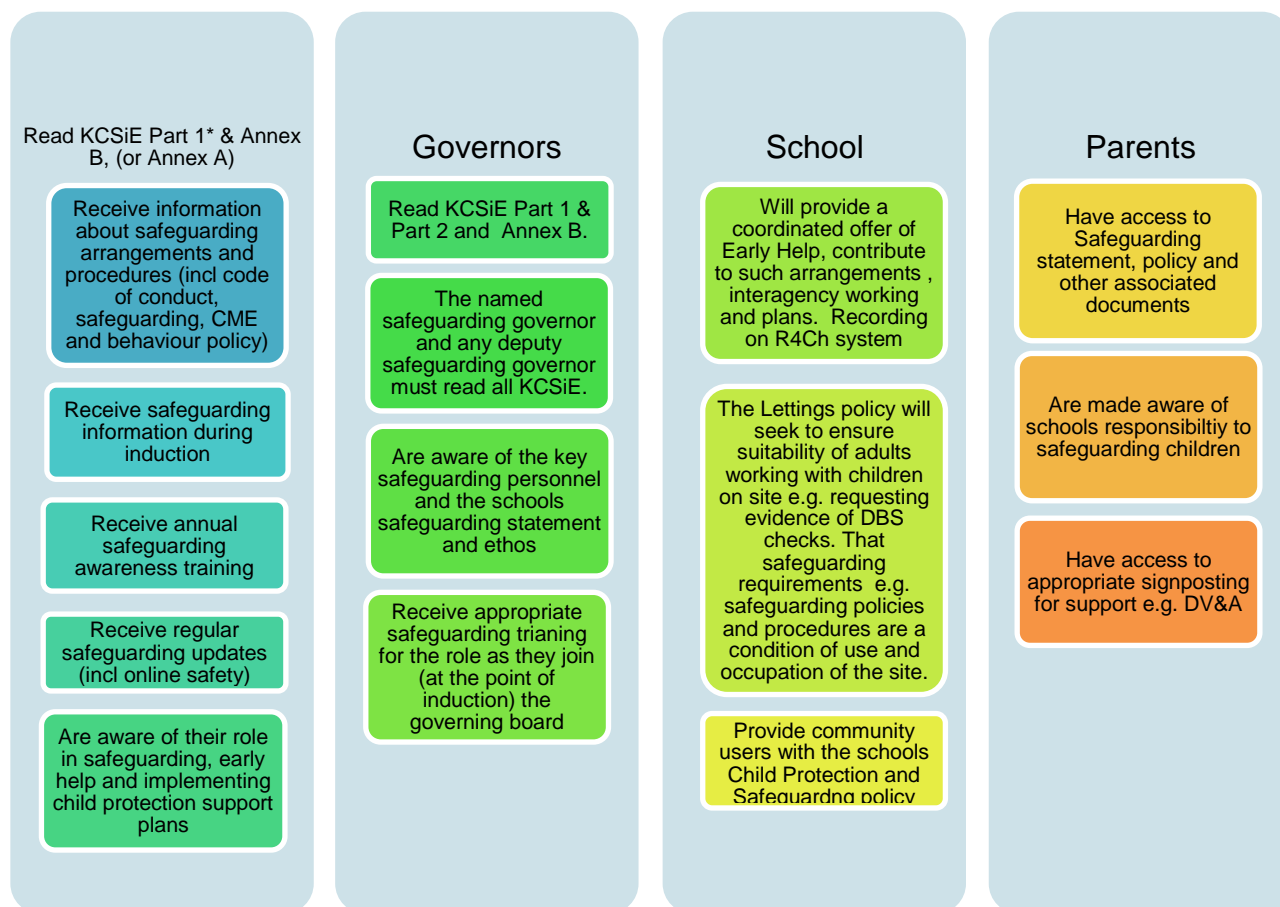 Read KCSiE Part 1* & Annex
B, (or Annex A)
Receive information
about safeguarding
arrangements and
procedures (incl code
of conduct,
safeguarding, CME
and behaviour policy)
Receive safeguarding
information during
induction
Receive annual
safeguarding
awareness training
Receive regular
safeguarding updates
(incl online safety)
Are aware of their role
in safeguarding, early
help and implementing
child protection support
plans
Governors
Read KCSiE Part 1 &
Part 2 and Annex B.
The named
safeguarding governor
and any deputy
safeguarding governor
must read all KCSiE.
Are aware of the key
safeguarding personnel
and the schools
safeguarding statement
and ethos
Receive appropriate
safeguarding trianing
for the role as they join
(at the point of
induction) the
governing board
School
Will provide a
coordinated offer of
Early Help, contribute
to such arrangements ,
interagency working
and plans. Recording
on R4Ch system
The Lettings policy will
seek to ensure
suitability of adults
working with children
on site e.g. requesting
evidence of DBS
checks. That
safeguarding
requirements e.g.
safeguarding policies
and procedures are a
condition of use and
occupation of the site.
Provide community
users with the schools
Child Protection and
Safeguardng policy
Parents
Have access to
Safeguarding
statement, policy and
other associated
documents
Are made aware of
schools responsibiltiy to
safeguarding children
Have access to
appropriate signposting
for support e.g. DV&A